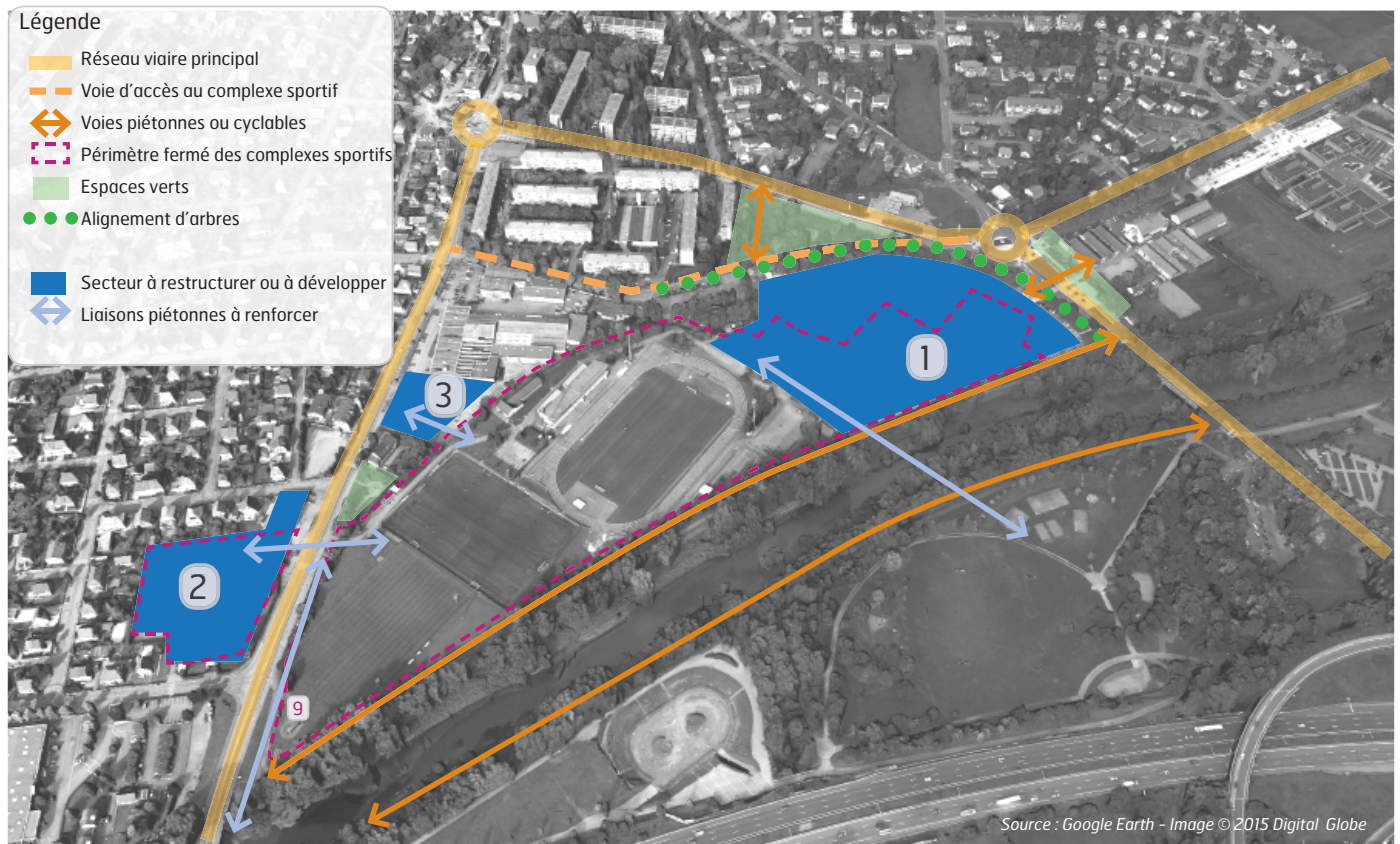 Légende
Réseau viaire principal
Voie d'accès au complexe sportif
Voies piétonnes ou cyclables
Périmètre fermé des complexes sportifs
Espaces verts
Alignement d'arbres
Secteur à restructurer ou à développer
Liaisons piétonnes à renforcer
1
3
2
9
Source : Google Earth - Image © 2015 Digital Globe